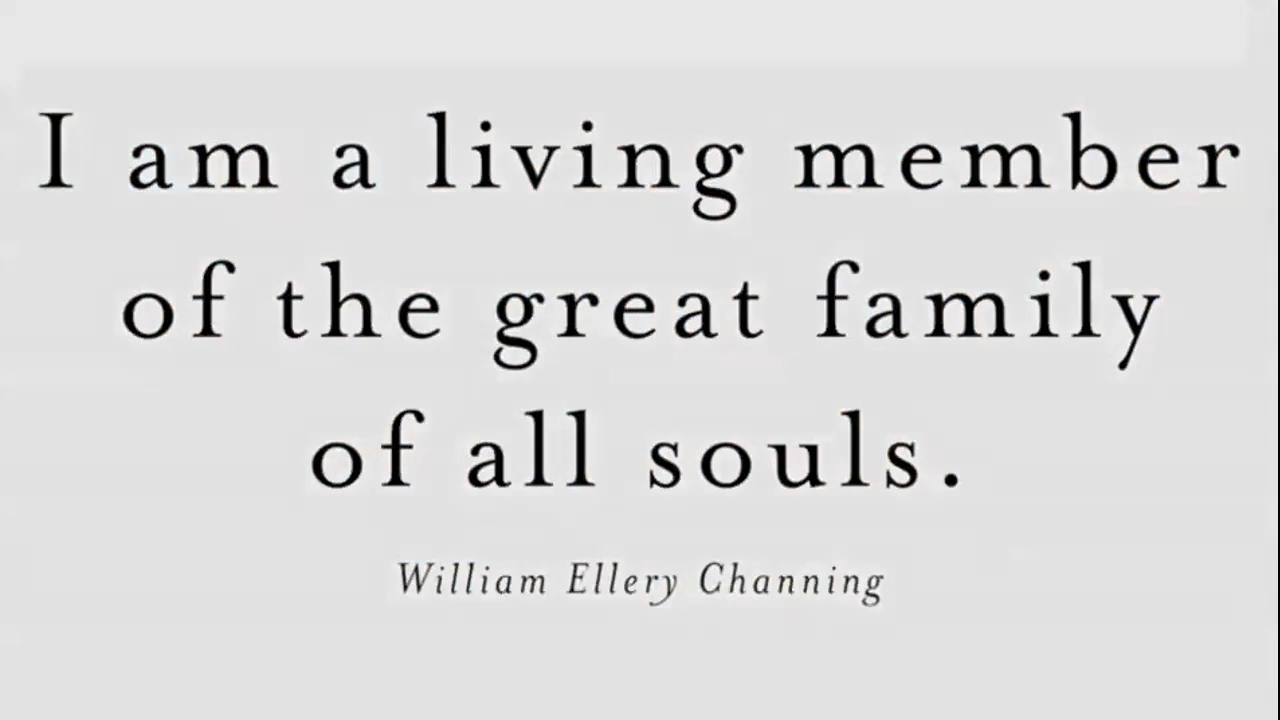 I am a living member
of the great family
of all souls.
William Ellery Channing